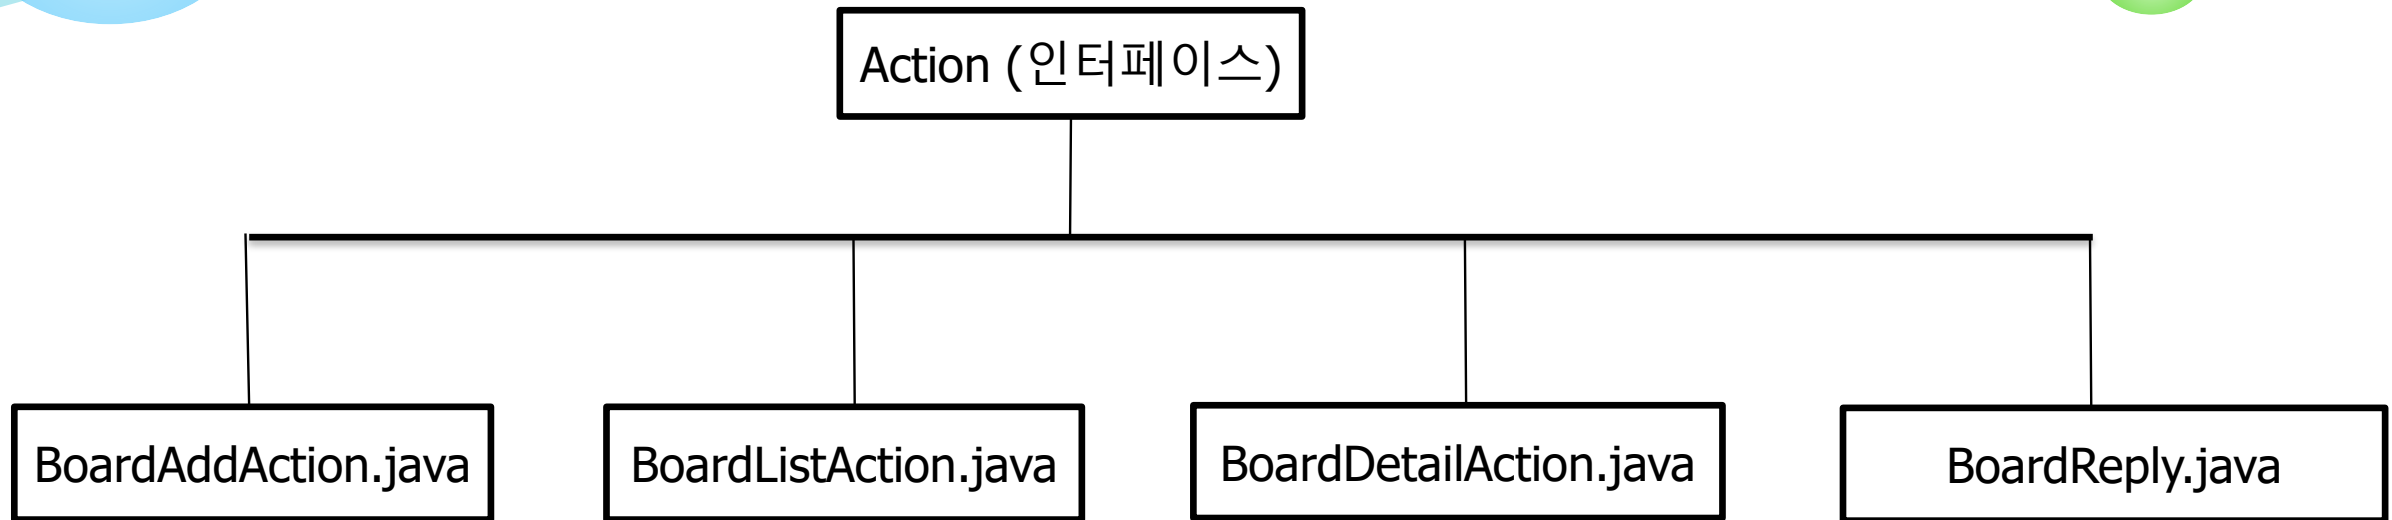 Action (인터페이스)
BoardAddAction.java
BoardListAction.java
BoardDetailAction.java
BoardReply.java